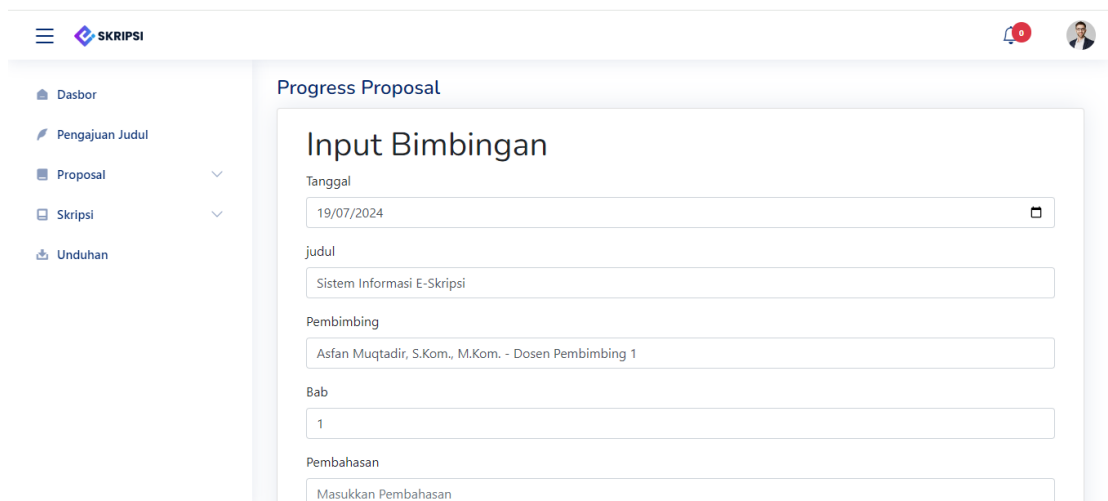 SKRIPSI
0
Dasbor
Pengajuan Judul
Proposal
Skripsi
Unduhan
Progress Proposal
Input Bimbingan
Tanggal
19/07/2024
judul
Sistem Informasi E-Skripsi
Pembimbing
Asfan Muqtadir, S.Kom., M.Kom. - Dosen Pembimbing 1
Bab
1
Pembahasan
Masukkan Pembahasan